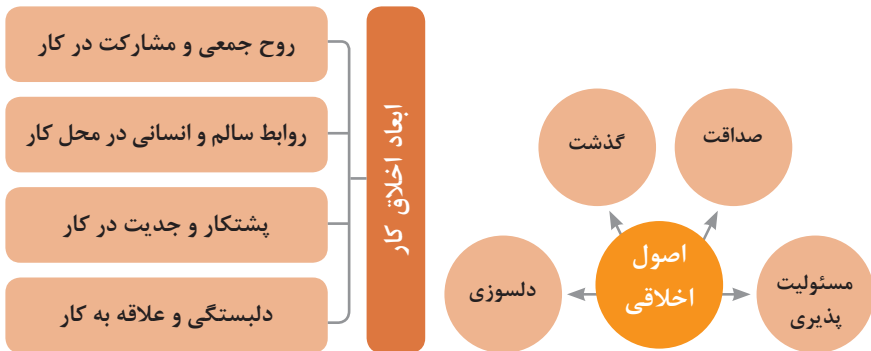 صداقت
گذشت
اصول
اخلاقی
مسئولیت
پذیری
دلسوزی
ابعاد اخلاق کار
روح جمعی و مشارکت در کار
روابط سالم و انسانی در محل کار
پشتکار و جدیت در کار
دلبستگی و علاقه به کار